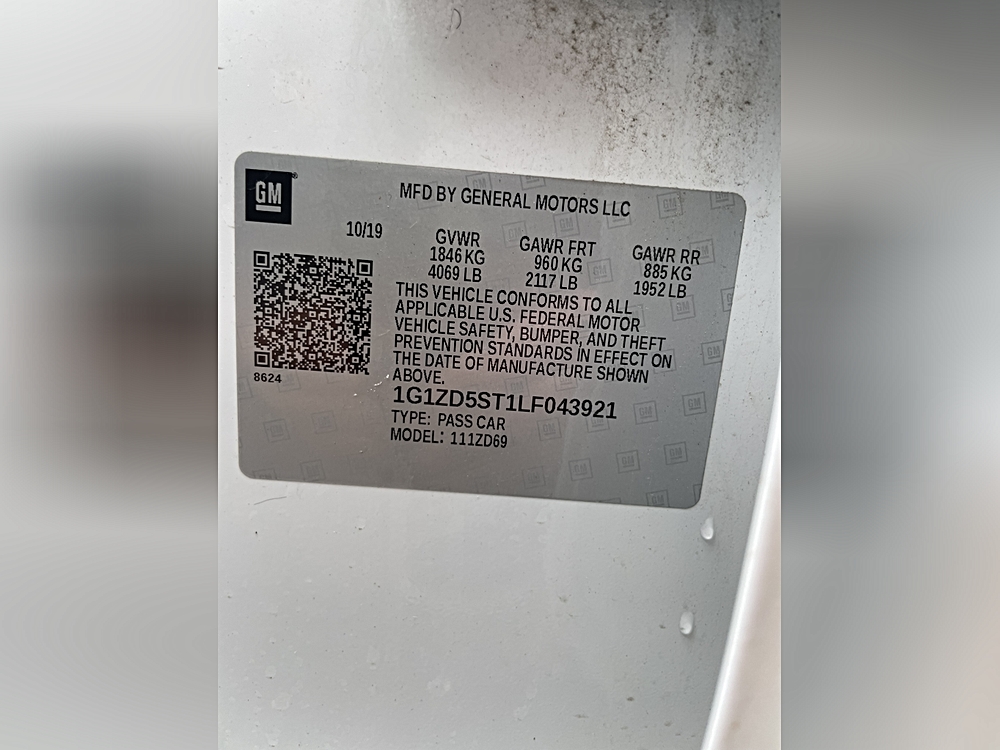 GM
MFD BY GENERAL MOTORS LLC
10/19
GVWR GAWR FRT GAWR RR
1846 KG 960 KG 885 KG
4069 LB 2117 LB 1952 LB
THIS VEHICLE CONFORMS TO ALL
APPLICABLE U.S. FEDERAL MOTOR
VEHICLE SAFETY, BUMPER, AND THEFT
PREVENTION STANDARDS IN EFFECT ON
THE DATE OF MANUFACTURE SHOWN
ABOVE.
8624
1G1ZD5ST1LF043921
TYPE: PASS CAR
MODEL: 111ZD69